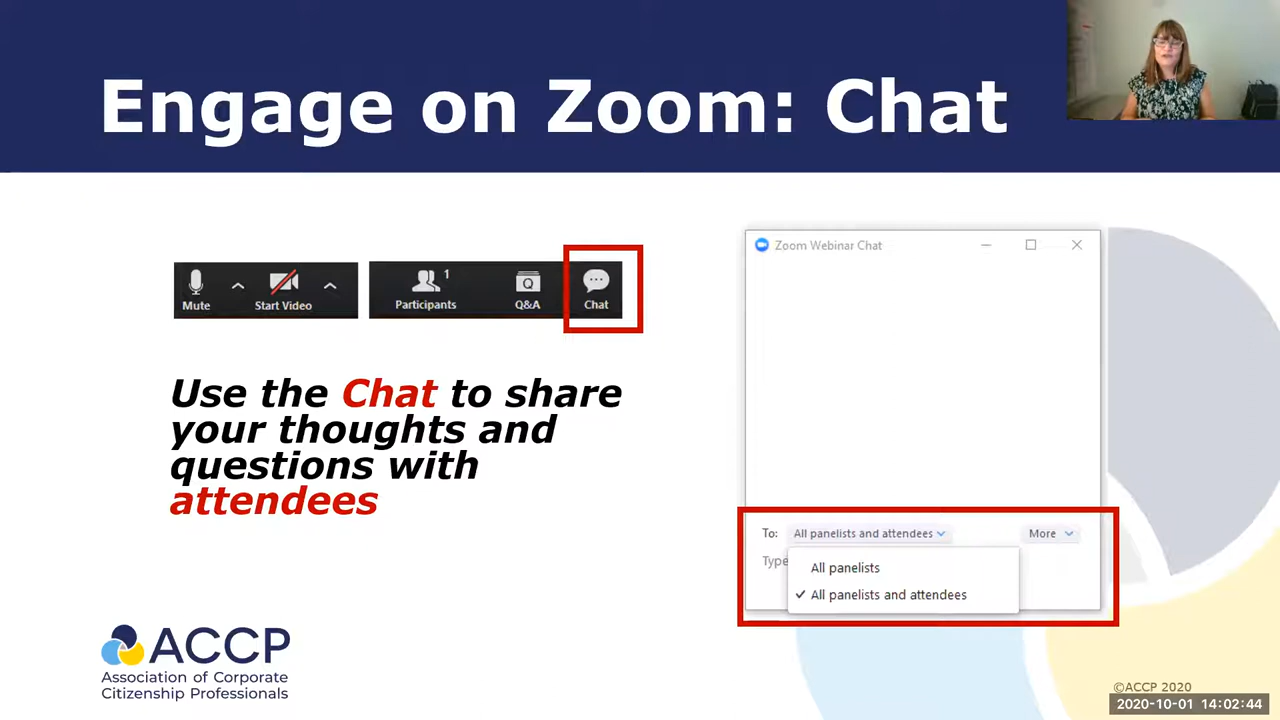 Engage on Zoom: Chat
Mute
Start Video
Participants
1
Q&A
Chat
Use the Chat to share
your thoughts and
questions with
attendees
Zoom Webinar Chat
To: All panelists and attendees
More
Type
All panelists
All panelists and attendees
ACCP
Association of Corporate
Citizenship Professionals
©ACCP 2020
2020-10-01 14:02:44